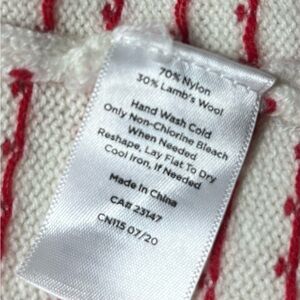 70% Nylon
30% Lamb's Wool
Hand Wash Cold
Only Non-Chlorine Bleach
When Needed
Reshape, Lay Flat To Dry
Cool Iron, If Needed
Made in China
CA# 23147
CN115 07/20